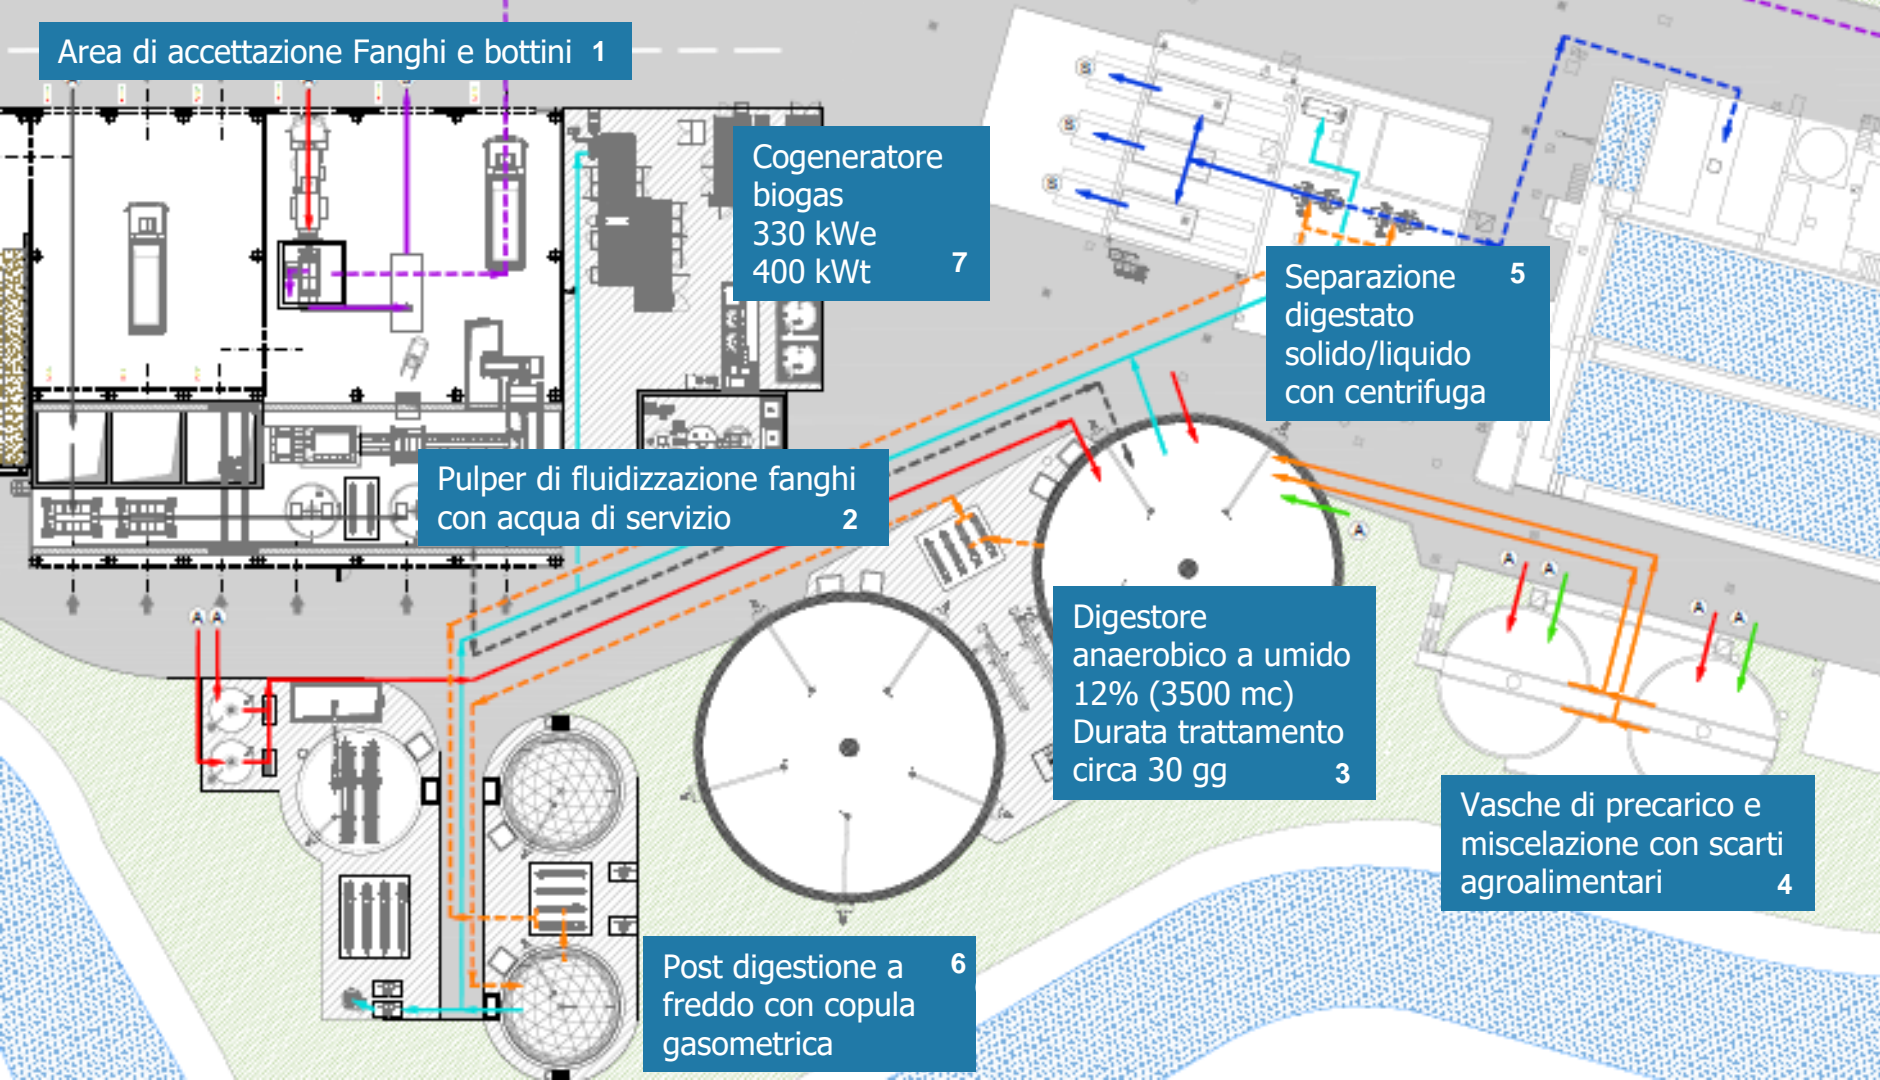 Area di accettazione Fanghi e bottini 1
Cogeneratore
biogas
330 kWe
400 kWt 7
Separazione 5
digestato
solido/liquido
con centrifuga
Pulper di fluidizzazione fanghi
con acqua di servizio 2
Digestore
anaerobico a umido
12% (3500 mc)
Durata trattamento
circa 30 gg 3
Vasche di precarico e
miscelazione con scarti
agroalimentari 4
Post digestione a 6
freddo con copula
gasometrica
S
S
S
A
A
A
A A
A
A A